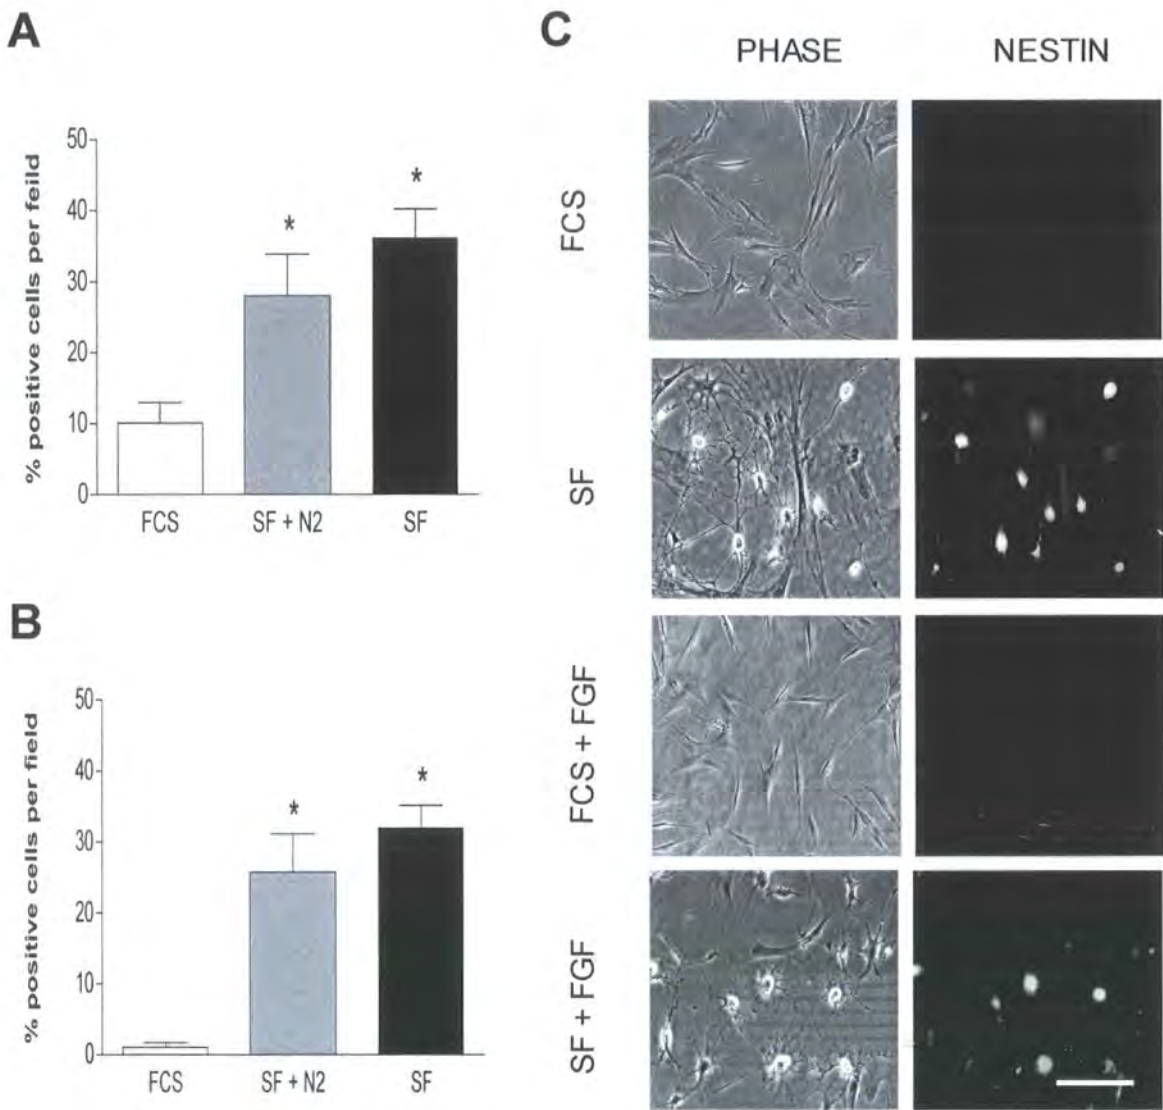 A
50
40
30
20
10
0
% positive cells per feild
*
*
FCS SF + N2 SF
B
50
40
30
20
10
0
% positive cells per field
*
*
FCS SF + N2 SF
C
PHASE NESTIN
FCS
SF
FCS + FGF
SF + FGF